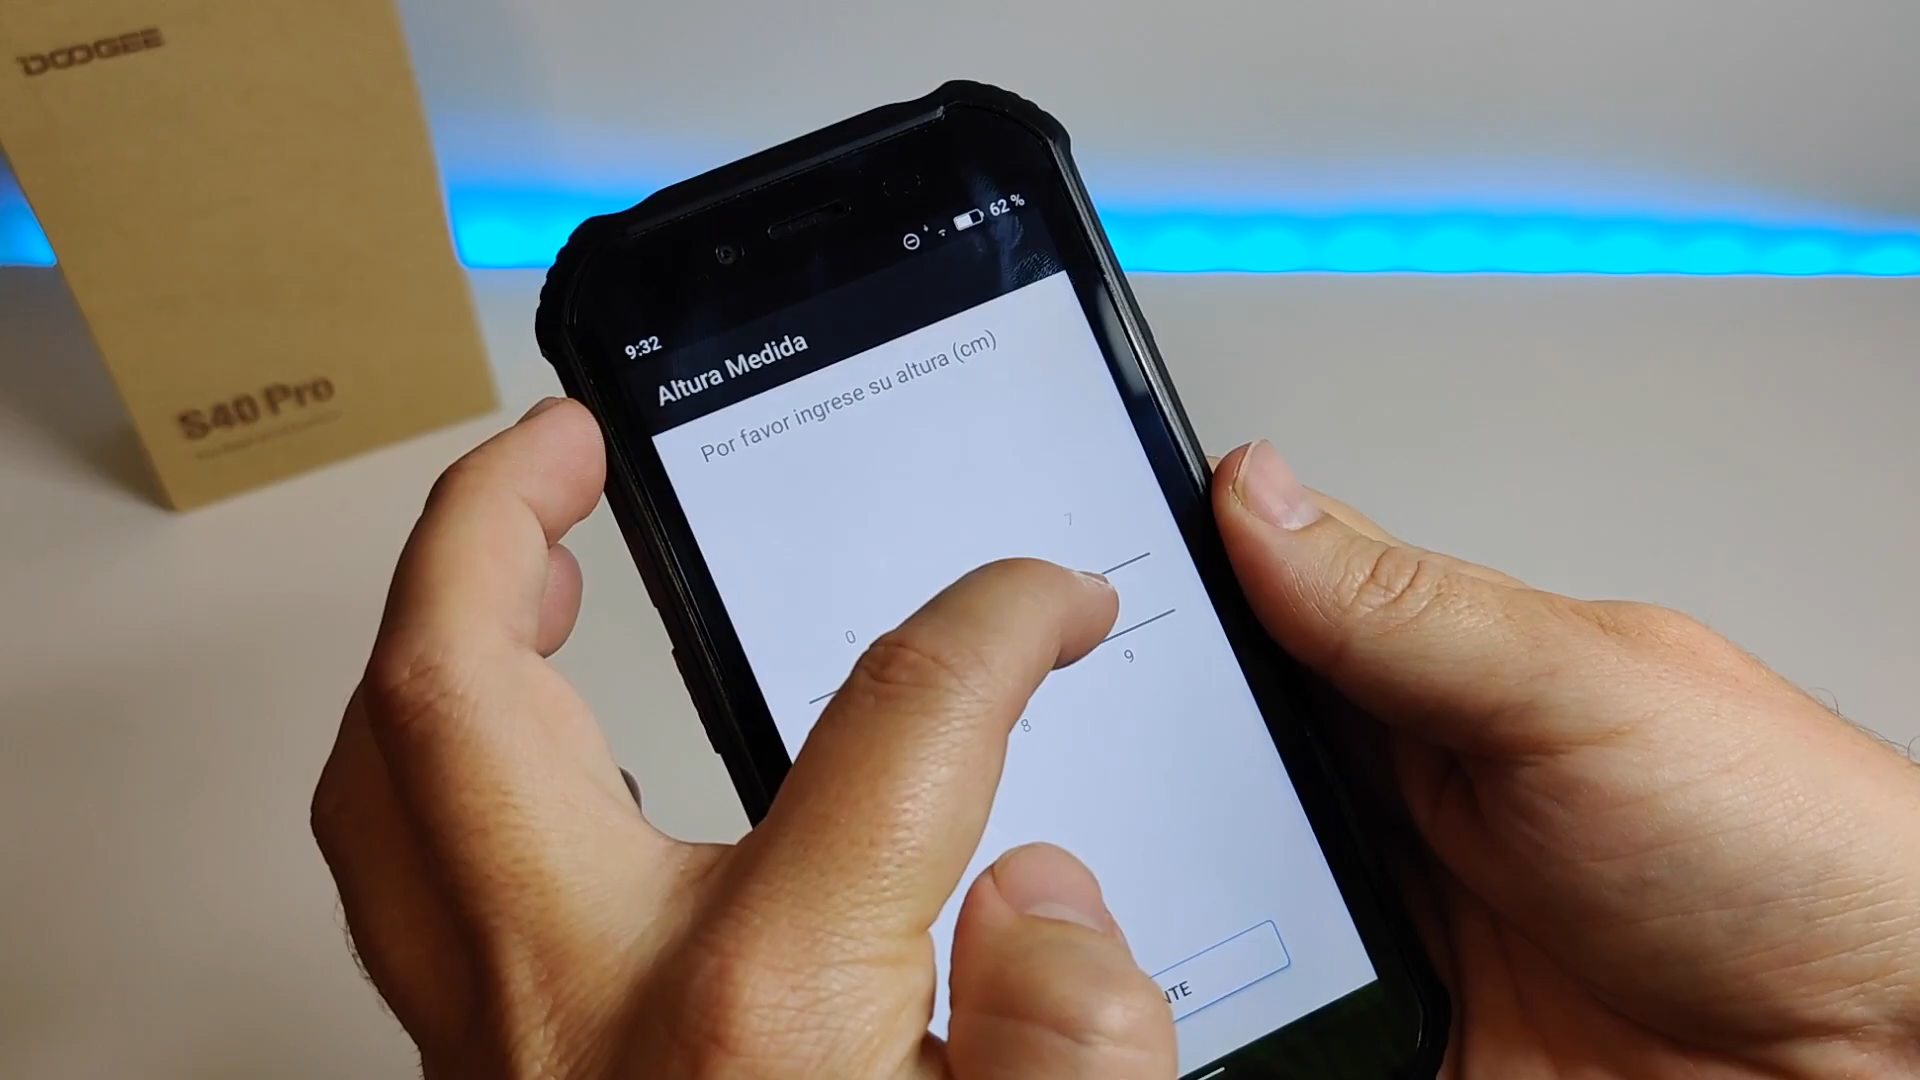 DOOGEE
S40 Pro
62 %
9:32
Altura Medida
Por favor ingrese su altura (cm)
7
0
9
8
NTE